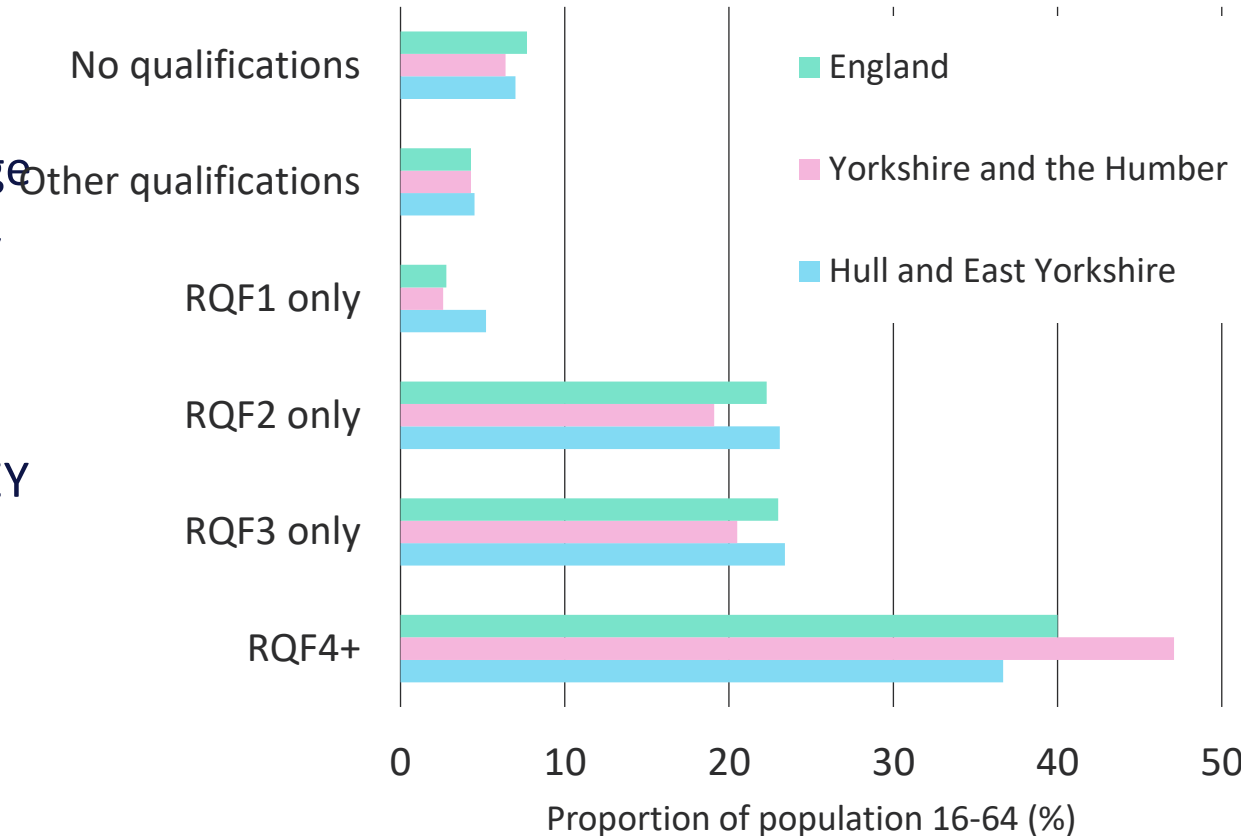 No qualifications
Other qualifications
RQF1 only
RQF2 only
RQF3 only
RQF4+
England
Yorkshire and the Humber
Hull and East Yorkshire
0 10 20 30 40 50
Proportion of population 16-64 (%)